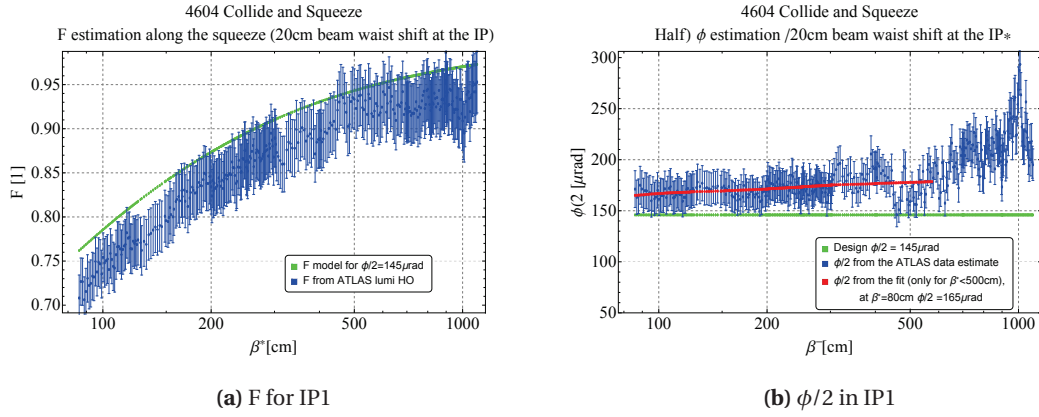 4604 Collide and Squeeze
F estimation along the squeeze (20cm beam waist shift at the IP)
0.95
0.90
0.85
0.80
0.75
0.70
F [1]
F model for ϕ/2=145μrad
F from ATLAS lumi HO
100
200
500
1000
β*[cm]
(a) F for IP1
4604 Collide and Squeeze
Half) ϕ estimation /20cm beam waist shift at the IP*
300
250
200
150
100
50
ϕ(2 [μrad]
Design ϕ/2 = 145μrad
ϕ/2 from the ATLAS data estimate
ϕ/2 from the fit (only for β*<500cm),
at β*=80cm ϕ/2 =165μrad
100
200
500
1000
β⁻[cm]
(b) ϕ/2 in IP1